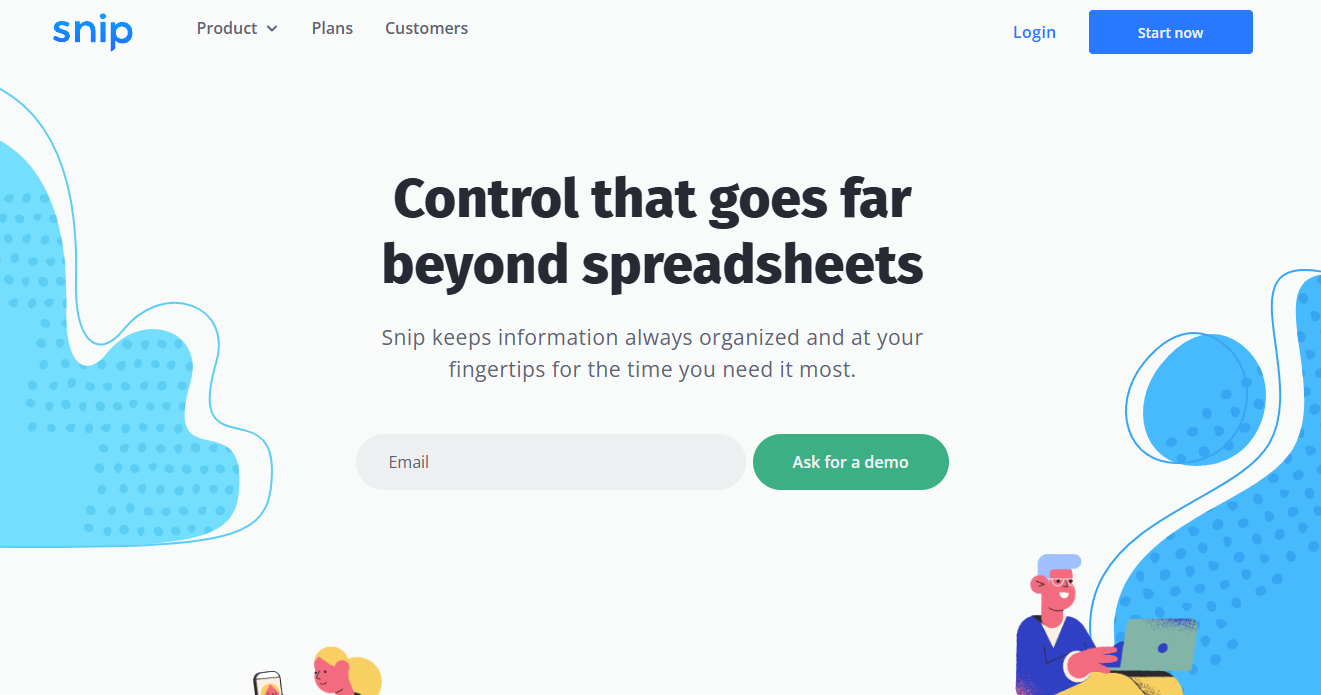 snip
Product
Plans
Customers
Login
Start now
Control that goes far
beyond spreadsheets
Snip keeps information always organized and at your
fingertips for the time you need it most.
Email
Ask for a demo